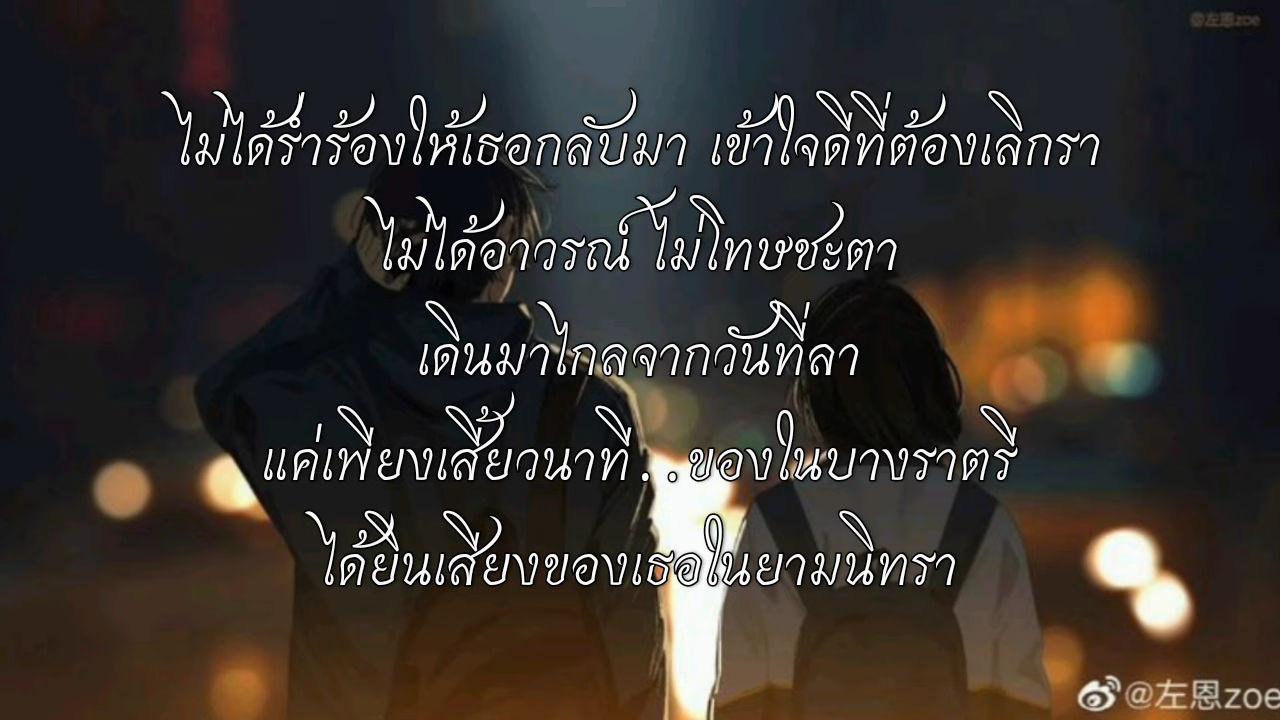 @左恩zoe
ไม่ได้ร่ำร้องให้เธอกลับมา เข้าใจดีที่ต้องเลิกรา
ไม่ได้อาวรณ์ ไม่โทษชะตา
เดินมาไกลจากวันที่ลา
แค่เพียงเสี้ยวนาที..ของในบางราตรี
ได้ยินเสียงของเธอในยามนิทรา
@左恩zoe